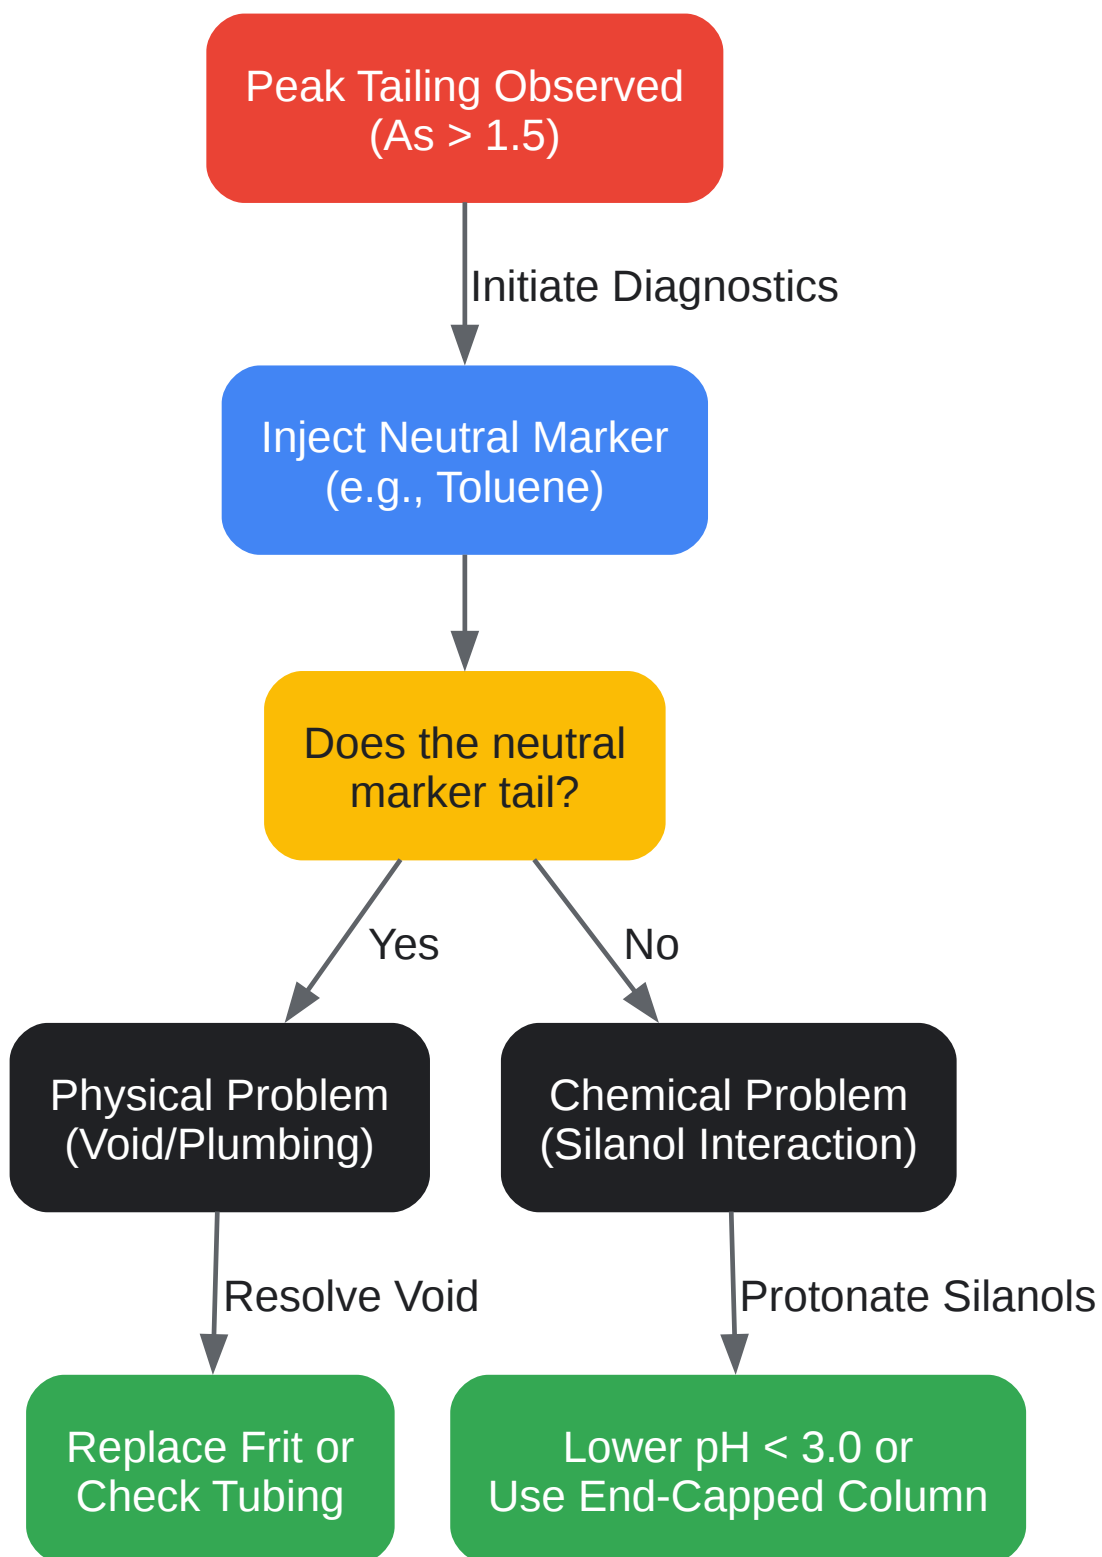 Peak Tailing Observed
(As > 1.5)
Initiate Diagnostics
Inject Neutral Marker
(e.g., Toluene)
Does the neutral
marker tail?
Yes
No
Physical Problem
(Void/Plumbing)
Chemical Problem
(Silanol Interaction)
Resolve Void
Protonate Silanols
Replace Frit or
Check Tubing
Lower pH < 3.0 or
Use End-Capped Column